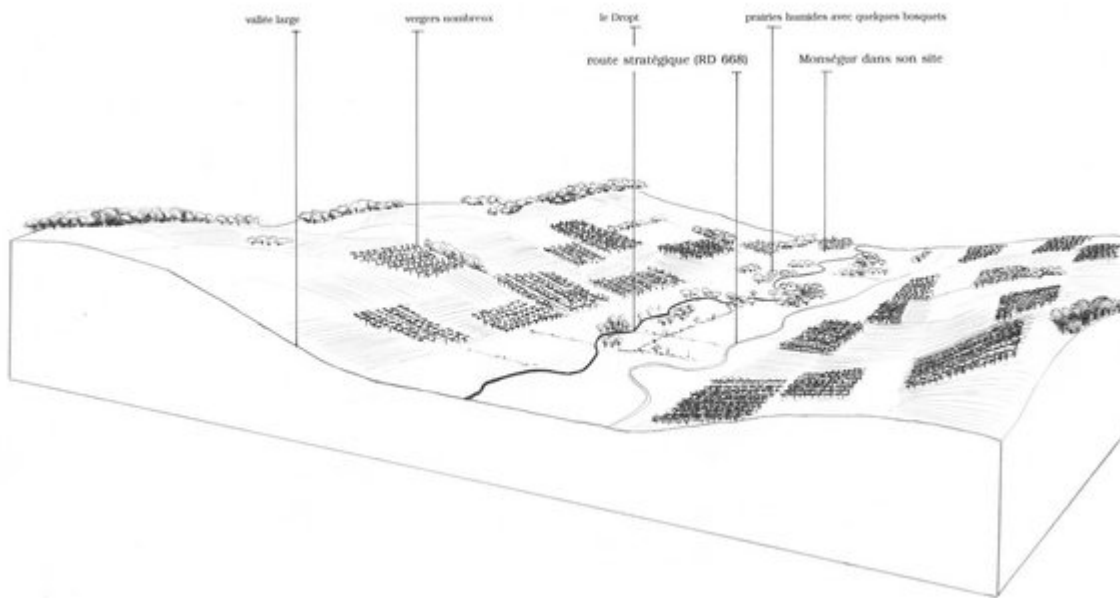 vallée large
vergers nombreux
le Dropt
prairies humides avec quelques bosquets
route stratégique (RD 668)
Monségur dans son site